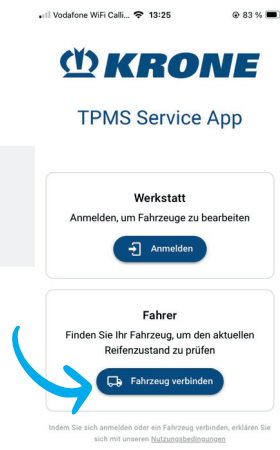 Vodafone WiFi Calli... 13:25 83 %
KRONE
TPMS Service App
Werkstatt
Anmelden, um Fahrzeuge zu bearbeiten
Anmelden
Fahrer
Finden Sie Ihr Fahrzeug, um den aktuellen
Reifenzustand zu prüfen
Fahrzeug verbinden
Indem Sie sich anmelden oder ein Fahrzeug verbinden, erklären Sie
sich mit unseren Nutzungsbedingungen